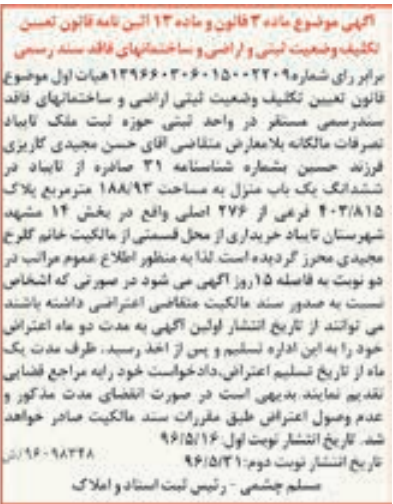 آگهی موضوع ماده ۳ قانون و ماده ۱۳ آئین نامه قانون تعیین
تکلیف وضعیت ثبتی و اراضی و ساختمانهای فاقد سند رسمی
برابر رای شماره ۱۳۹۶۶۰۳۰۶۰۱۵۰۰۲۲۰۹ هیات اول موضوع
قانون تعیین تکلیف وضعیت ثبتی اراضی و ساختمانهای فاقد
سندرسمی مستقر در واحد ثبتی حوزه ثبت ملک تایباد
تصرفات مالکانه بلامعارض متقاضی آقای حسن مجیدی کاریزی
فرزند حسین بشماره شناسنامه ۳۱ صادره از تایباد در
ششدانگ یک باب منزل به مساحت ۱۸۸/۹۳ مترمربع پلاک
۴۰۳/۸۱۵ فرعی از ۲۷۶ اصلی واقع در بخش ۱۴ مشهد
شهرستان تایباد خریداری از محل قسمتی از مالکیت خانم گلرخ
مجیدی محرز گردیده است. لذا به منظور اطلاع عموم مراتب در
دو نوبت به فاصله ۱۵ روز آگهی می شود در صورتی که اشخاص
نسبت به صدور سند مالکیت متقاضی اعتراضی داشته باشند
می توانند از تاریخ انتشار اولین آگهی به مدت دو ماه اعتراض
خود را به این اداره تسلیم و پس از اخذ رسید، ظرف مدت یک
ماه از تاریخ تسلیم اعتراض،دادخواست خود رابه مراجع قضایی
تقدیم نمایند.بدیهی است در صورت انقضای مدت مذکور و
عدم وصول اعتراض طبق مقررات سند مالکیت صادر خواهد
شد. تاریخ انتشار نوبت اول: ۹۶/۵/۱۶
تاریخ انتشار نوبت دوم: ۹۶/۵/۳۱
۹۶۰۹۸۳۴۸/ش
مسلم چشمی - رئیس ثبت اسناد و املاک